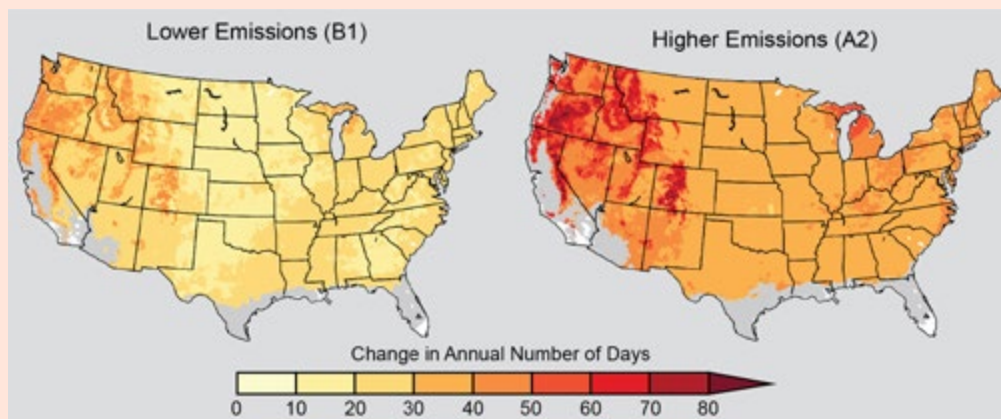 Lower Emissions (B1)
Higher Emissions (A2)
Change in Annual Number of Days
0 10 20 30 40 50 60 70 80